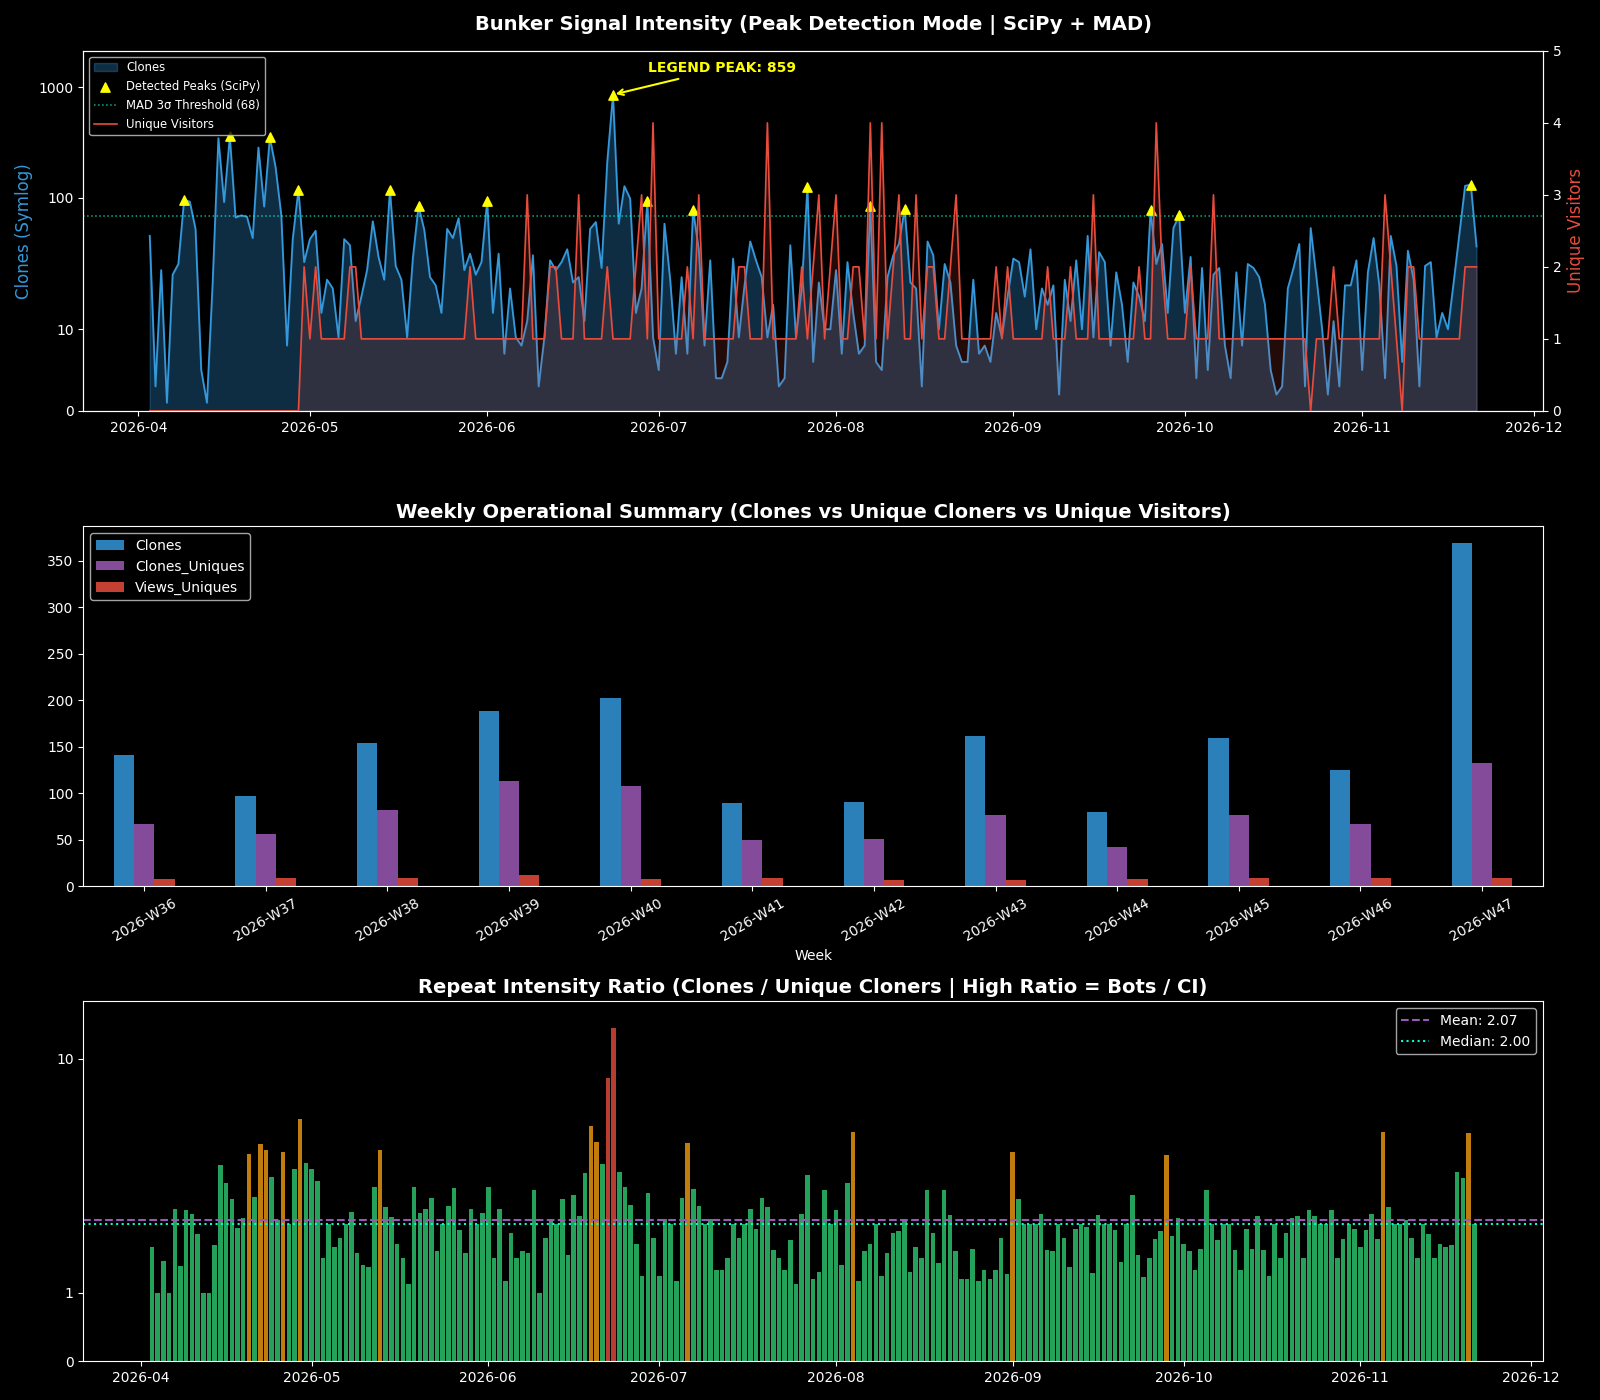 Bunker Signal Intensity (Peak Detection Mode | SciPy + MAD)
Clones
Detected Peaks (SciPy)
MAD 3σ Threshold (68)
Unique Visitors
LEGEND PEAK: 859
Clones (Symlog)
1000
100
10
0
Unique Visitors
5
4
3
2
1
0
2026-04
2026-05
2026-06
2026-07
2026-08
2026-09
2026-10
2026-11
2026-12
Weekly Operational Summary (Clones vs Unique Cloners vs Unique Visitors)
Clones
Clones_Uniques
Views_Uniques
350
300
250
200
150
100
50
0
2026-W36
2026-W37
2026-W38
2026-W39
2026-W40
2026-W41
2026-W42
2026-W43
2026-W44
2026-W45
2026-W46
2026-W47
Week
Repeat Intensity Ratio (Clones / Unique Cloners | High Ratio = Bots / CI)
Mean: 2.07
Median: 2.00
10
1
0
2026-04
2026-05
2026-06
2026-07
2026-08
2026-09
2026-10
2026-11
2026-12